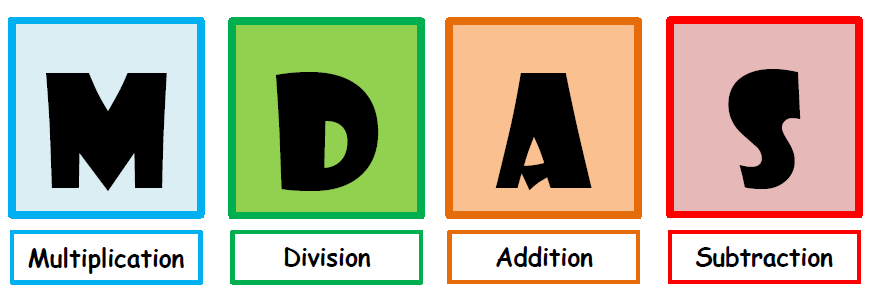 M D A S
Multiplication Division Addition Subtraction